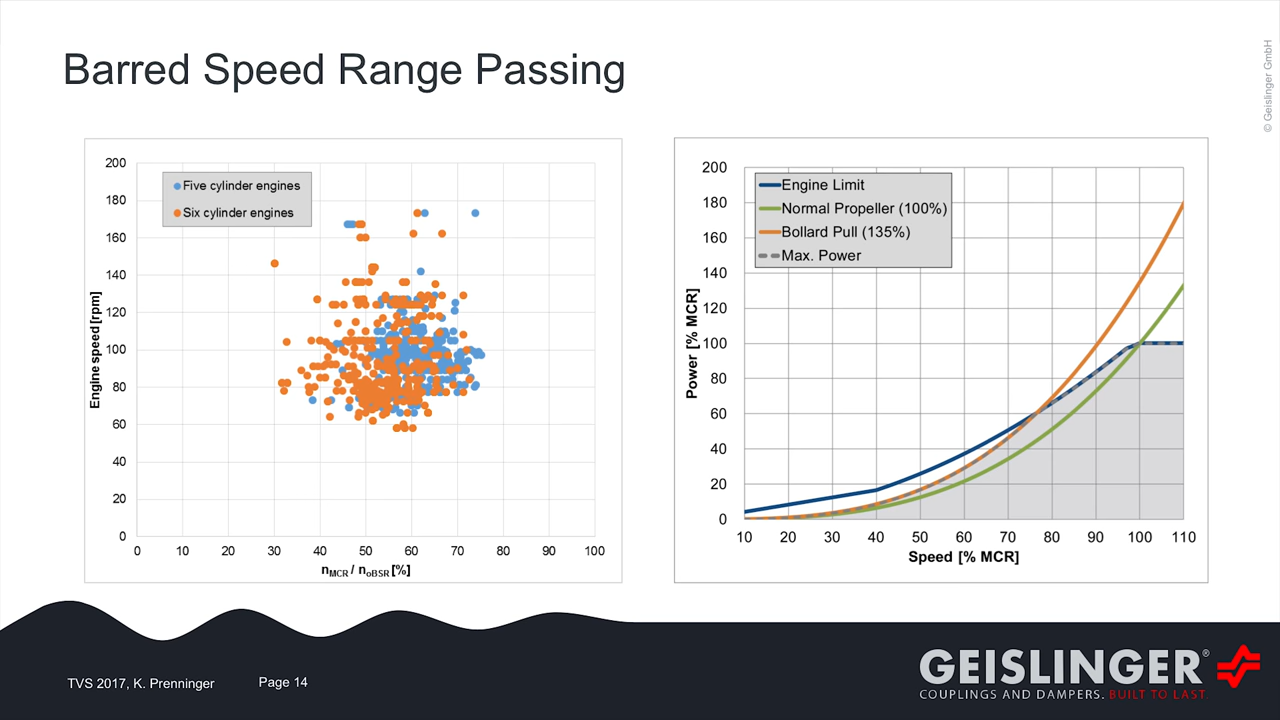 Barred Speed Range Passing
© Geislinger GmbH
200
180
160
140
120
100
80
60
40
20
0
Engine speed [rpm]
Five cylinder engines
Six cylinder engines
0 10 20 30 40 50 60 70 80 90 100
nMCR / noBSR [%]
200
180
160
140
120
100
80
60
40
20
0
Power [% MCR]
Engine Limit
Normal Propeller (100%)
Bollard Pull (135%)
Max. Power
10 20 30 40 50 60 70 80 90 100 110
Speed [% MCR]
TVS 2017, K. Prenninger Page 14
GEISLINGER®
COUPLINGS AND DAMPERS. BUILT TO LAST.